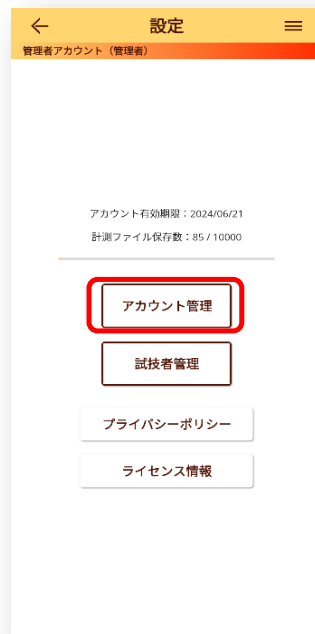 設定
管理者アカウント（管理者）
アカウント有効期限：2024/06/21
計測ファイル保存数：85 / 10000
アカウント管理
試技者管理
プライバシーポリシー
ライセンス情報